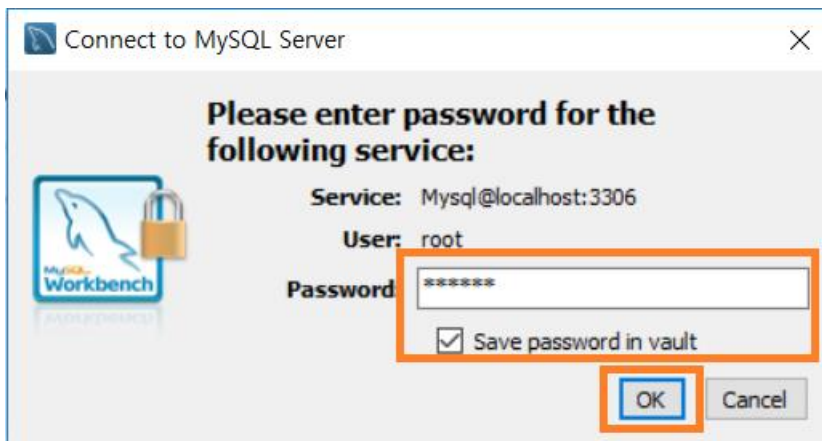 Connect to MySQL Server
Please enter password for the
following service:
Service: Mysql@localhost:3306
User: root
Password: ******
Save password in vault
MySQL
Workbench
OK Cancel